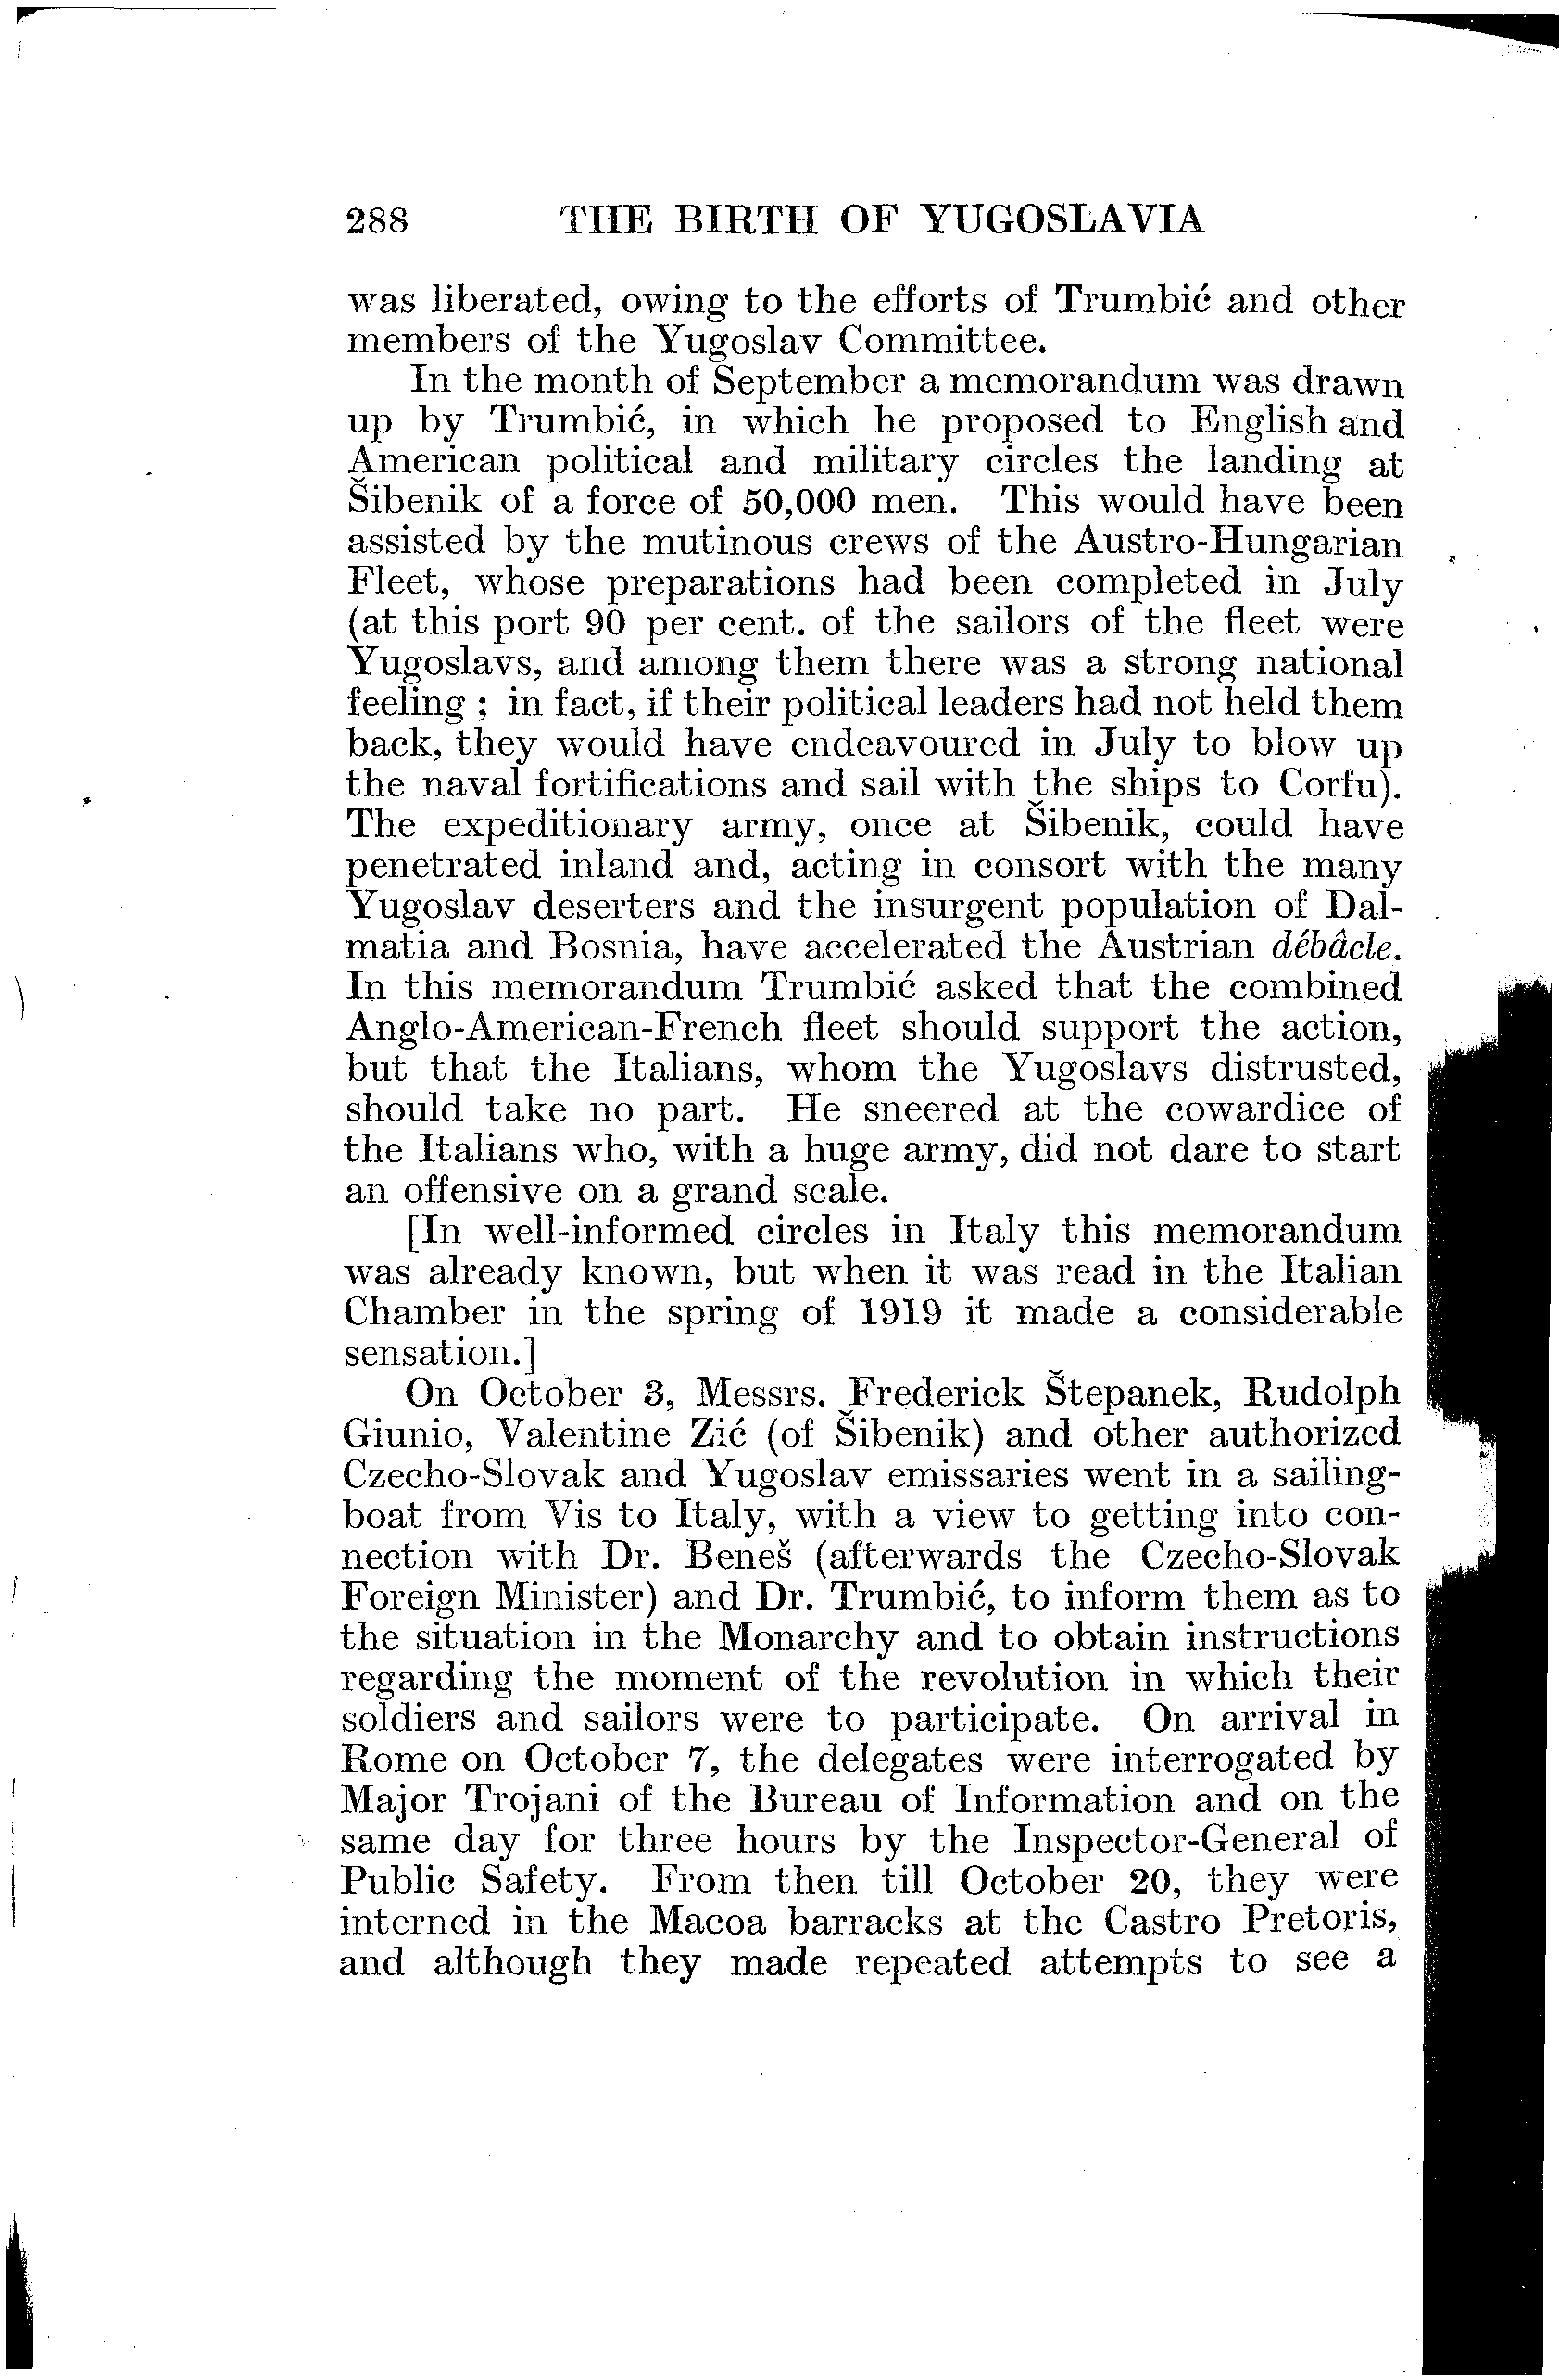 288 THE BIRTH OF YUGOSLAVIA
was liberated, owing to the efforts of Trumbić and other
members of the Yugoslav Committee.
In the month of September a memorandum was drawn
up by Trumbić, in which he proposed to English and
American political and military circles the landing at
Šibenik of a force of 50,000 men. This would have been
assisted by the mutinous crews of the Austro-Hungarian
Fleet, whose preparations had been completed in July
(at this port 90 per cent. of the sailors of the fleet were
Yugoslavs, and among them there was a strong national
feeling ; in fact, if their political leaders had not held them
back, they would have endeavoured in July to blow up
the naval fortifications and sail with the ships to Corfu).
The expeditionary army, once at Šibenik, could have
penetrated inland and, acting in consort with the many
Yugoslav deserters and the insurgent population of Dal-
matia and Bosnia, have accelerated the Austrian débâcle.
In this memorandum Trumbić asked that the combined
Anglo-American-French fleet should support the action,
but that the Italians, whom the Yugoslavs distrusted,
should take no part. He sneered at the cowardice of
the Italians who, with a huge army, did not dare to start
an offensive on a grand scale.
[In well-informed circles in Italy this memorandum
was already known, but when it was read in the Italian
Chamber in the spring of 1919 it made a considerable
sensation.]
On October 3, Messrs. Frederick Štepanek, Rudolph
Giunio, Valentine Zić (of Šibenik) and other authorized
Czecho-Slovak and Yugoslav emissaries went in a sailing-
boat from Vis to Italy, with a view to getting into con-
nection with Dr. Beneš (afterwards the Czecho-Slovak
Foreign Minister) and Dr. Trumbić, to inform them as to
the situation in the Monarchy and to obtain instructions
regarding the moment of the revolution in which their
soldiers and sailors were to participate. On arrival in
Rome on October 7, the delegates were interrogated by
Major Trojani of the Bureau of Information and on the
same day for three hours by the Inspector-General of
Public Safety. From then till October 20, they were
interned in the Macoa barracks at the Castro Pretoris,
and although they made repeated attempts to see a